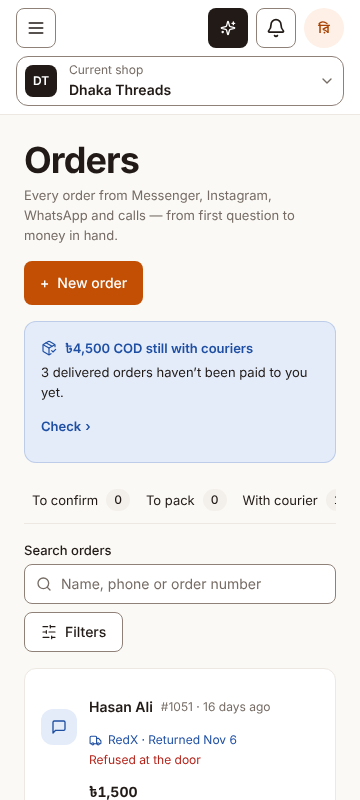 রি
DT
Current shop
Dhaka Threads
Orders
Every order from Messenger, Instagram,
WhatsApp and calls — from first question to
money in hand.
+ New order
৳4,500 COD still with couriers
3 delivered orders haven’t been paid to you
yet.
Check ›
To confirm 0 To pack 0 With courier
Search orders
Name, phone or order number
Filters
Hasan Ali #1051 · 16 days ago
RedX · Returned Nov 6
Refused at the door
৳1,500